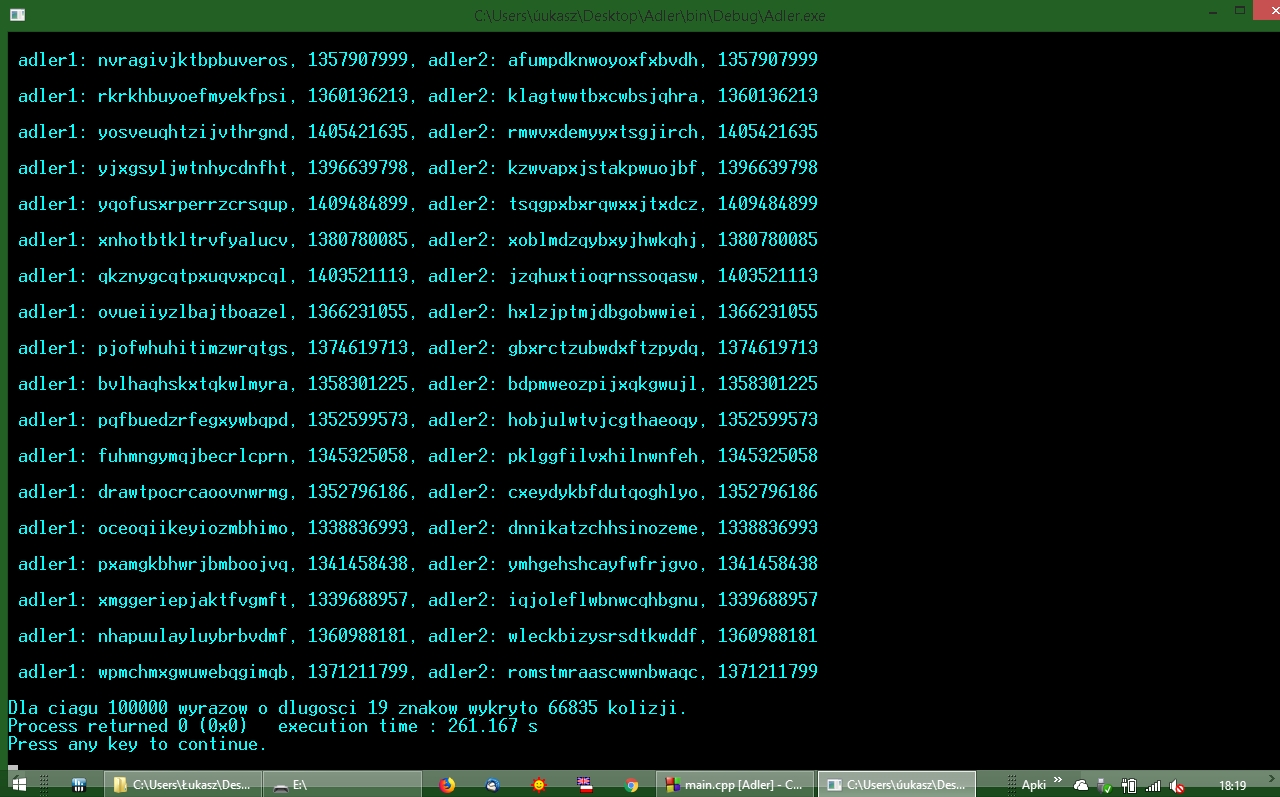 C:\Users\úukasz\Desktop\Adler\bin\Debug\Adler.exe
adler1: nvragivjktbpbuveros, 1357907999, adler2: afumpdknwoyoxfxbvdh, 1357907999
adler1: rkrkhbuyoefmyekfpsi, 1360136213, adler2: klagtwwtbxcwbsjqhra, 1360136213
adler1: yosveuqhtzijvthrgnd, 1405421635, adler2: rmwvxdemyyxtsgjirch, 1405421635
adler1: yjxgsyljwtnhycdnfht, 1396639798, adler2: kzwvapxjstakpwuojbf, 1396639798
adler1: yqofusxrperrzcrsqup, 1409484899, adler2: tsqgpxbxrqwxxjtxdcz, 1409484899
adler1: xnhotbtkltrvfyalucv, 1380780085, adler2: xoblmdzqybxyjhwkqhj, 1380780085
adler1: qkznygcqtpxuqvxpcql, 1403521113, adler2: jzqhuxtioqrnssoqasw, 1403521113
adler1: ovueiiyzlbajtboazel, 1366231055, adler2: hxlzjptmjdbgobwwiei, 1366231055
adler1: pjofwhuhitimzwrqtgs, 1374619713, adler2: gbxrctzubwdxftzpydq, 1374619713
adler1: bvlhaqhskxtqkwlmyra, 1358301225, adler2: bdpmweozpijxqkgwujl, 1358301225
adler1: pqfbuedzrfegxywbqpd, 1352599573, adler2: hobjulwtvjcgthaeoqy, 1352599573
adler1: fuhmngymqjbecrlcprn, 1345325058, adler2: pklggfilvxhilnwnfeh, 1345325058
adler1: drawtpocrcaoovnwrmg, 1352796186, adler2: cxeydykbfdutqoghlyo, 1352796186
adler1: oceoqiikeyiozmbhimo, 1338836993, adler2: dnnikatzchhsinozeme, 1338836993
adler1: pxamgkbhwrjbmboojvq, 1341458438, adler2: ymhgehshcayfwfrjgvo, 1341458438
adler1: xmggeriepjaktfvgmft, 1339688957, adler2: iqjoleflwbnwcqhbgnu, 1339688957
adler1: nhapuulayluybrbvdmf, 1360988181, adler2: wleckbizysrsdtkwddf, 1360988181
adler1: wpmchmxgwuwebqgimqb, 1371211799, adler2: romstmraascwwnbwaqc, 1371211799
Dla ciagu 100000 wyrazow o dlugosci 19 znakow wykryto 66835 kolizji.
Process returned 0 (0x0)   execution time : 261.167 s
Press any key to continue.
C:\Users\Łukasz\Des... E:\ main.cpp [Adler] - C... C:\Users\úukasz\Des... Apki 18:19